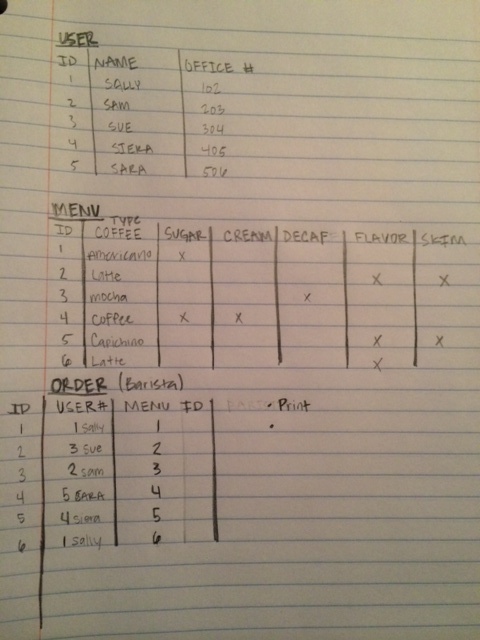 USER
ID NAME OFFICE #
1 SALLY 102
2 SAM 203
3 SUE 304
4 SIERA 405
5 SARA 506
MENU
TYPE
ID COFFEE SUGAR CREAM DECAF FLAVOR SKIM
1 Americano X
2 Latte X X
3 mocha X
4 coffee X X
5 Capichino X X
6 Latte X
ORDER (Barista)
ID USER# MENU ID • Print
1 1 Sally 1 •
2 3 Sue 2
3 2 Sam 3
4 5 SARA 4
5 4 Siera 5
6 1 Sally 6